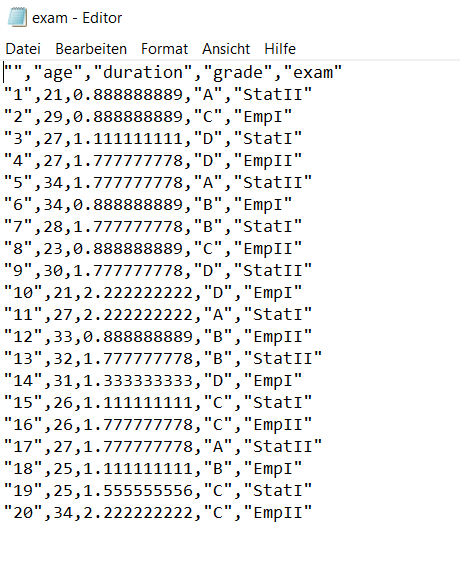 exam - Editor
Datei Bearbeiten Format Ansicht Hilfe
"","age","duration","grade","exam"
"1",21,0.888888889,"A","StatII"
"2",29,0.888888889,"C","EmpI"
"3",27,1.111111111,"D","StatI"
"4",27,1.777777778,"D","EmpII"
"5",34,1.777777778,"A","StatII"
"6",34,0.888888889,"B","EmpI"
"7",28,1.777777778,"B","StatI"
"8",23,0.888888889,"C","EmpII"
"9",30,1.777777778,"D","StatII"
"10",21,2.222222222,"D","EmpI"
"11",27,2.222222222,"A","StatI"
"12",33,0.888888889,"B","EmpII"
"13",32,1.777777778,"B","StatII"
"14",31,1.333333333,"D","EmpI"
"15",26,1.111111111,"C","StatI"
"16",26,1.777777778,"C","EmpII"
"17",27,1.777777778,"A","StatII"
"18",25,1.111111111,"B","EmpI"
"19",25,1.555555556,"C","StatI"
"20",34,2.222222222,"C","EmpII"